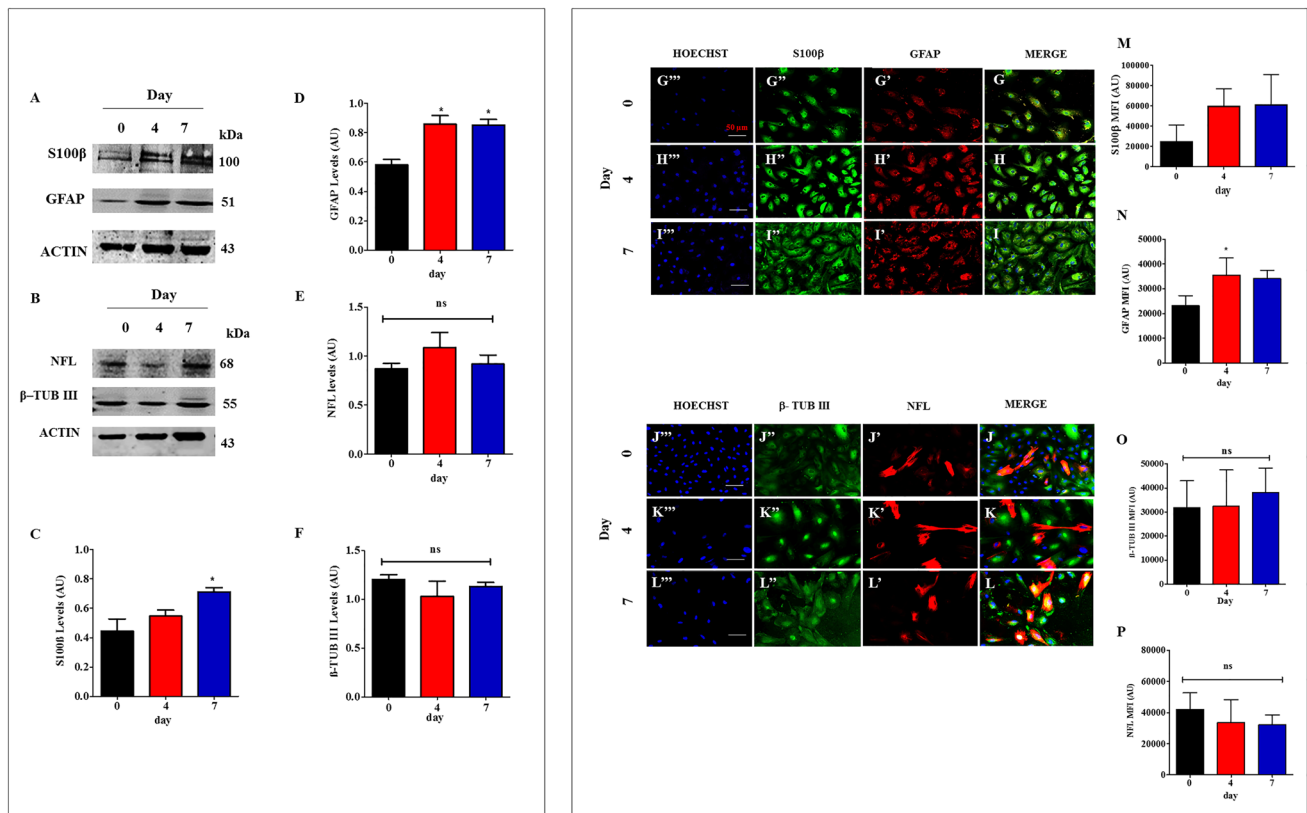 A
Day
0 4 7
kDa
S100β 100
GFAP 51
ACTIN 43
B
Day
0 4 7
kDa
NFL 68
β–TUB III 55
ACTIN 43
C
S100ß Levels (AU)
1.0
0.8
0.6
0.4
0.2
0.0
*
0 4 7
day
D
GFAP Levels (AU)
1.0
0.8
0.6
0.4
0.2
0.0
* *
0 4 7
day
E
NFL levels (AU)
1.5
1.0
0.5
0.0
ns
0 4 7
day
F
ß-TUB III Levels (AU)
1.5
1.0
0.5
0.0
ns
0 4 7
day
HOECHST S100β GFAP MERGE
Day
0
G''' G'' G' G
50 µm
4
H''' H'' H' H
7
I''' I'' I' I
HOECHST β- TUB III NFL MERGE
Day
0
J''' J'' J' J
4
K''' K'' K' K
7
L''' L'' L' L
M
S100β MFI (AU)
100000
80000
60000
40000
20000
0
0 4 7
day
N
GFAP MFI (AU)
50000
40000
30000
20000
10000
0
*
0 4 7
day
O
β-TUB III MFI (AU)
50000
40000
30000
20000
10000
0
ns
0 4 7
Day
P
NFL MFI (AU)
80000
60000
40000
20000
0
ns
0 4 7
day